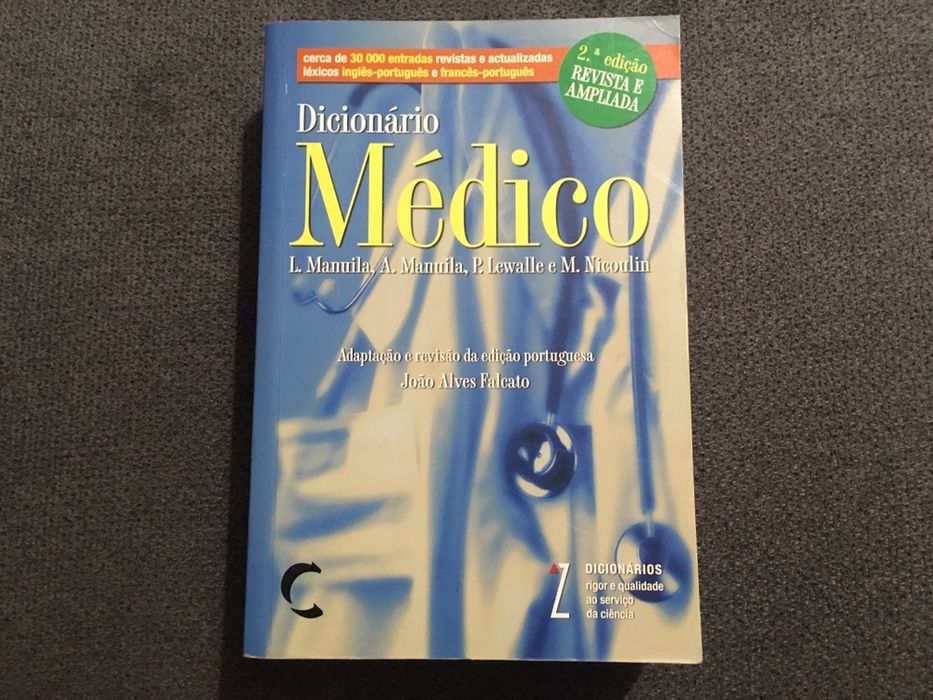 cerca de 30 000 entradas revistas e actualizadas
léxicos inglês-português e francês-português
2.ª edição
REVISTA E
AMPLIADA
Dicionário
Médico
L. Manuila, A. Manuila, P. Lewalle e M. Nicoulin
Adaptação e revisão da edição portuguesa
João Alves Falcato
AZ
DICIONÁRIOS
rigor e qualidade
ao serviço
da ciência